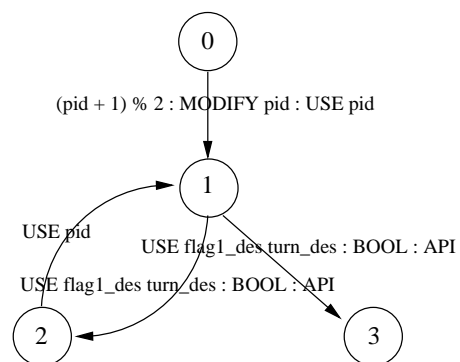 0
(pid + 1) % 2 : MODIFY pid : USE pid
1
USE pid
USE flag1_des turn_des : BOOL : API
USE flag1_des turn_des : BOOL : API
2
3